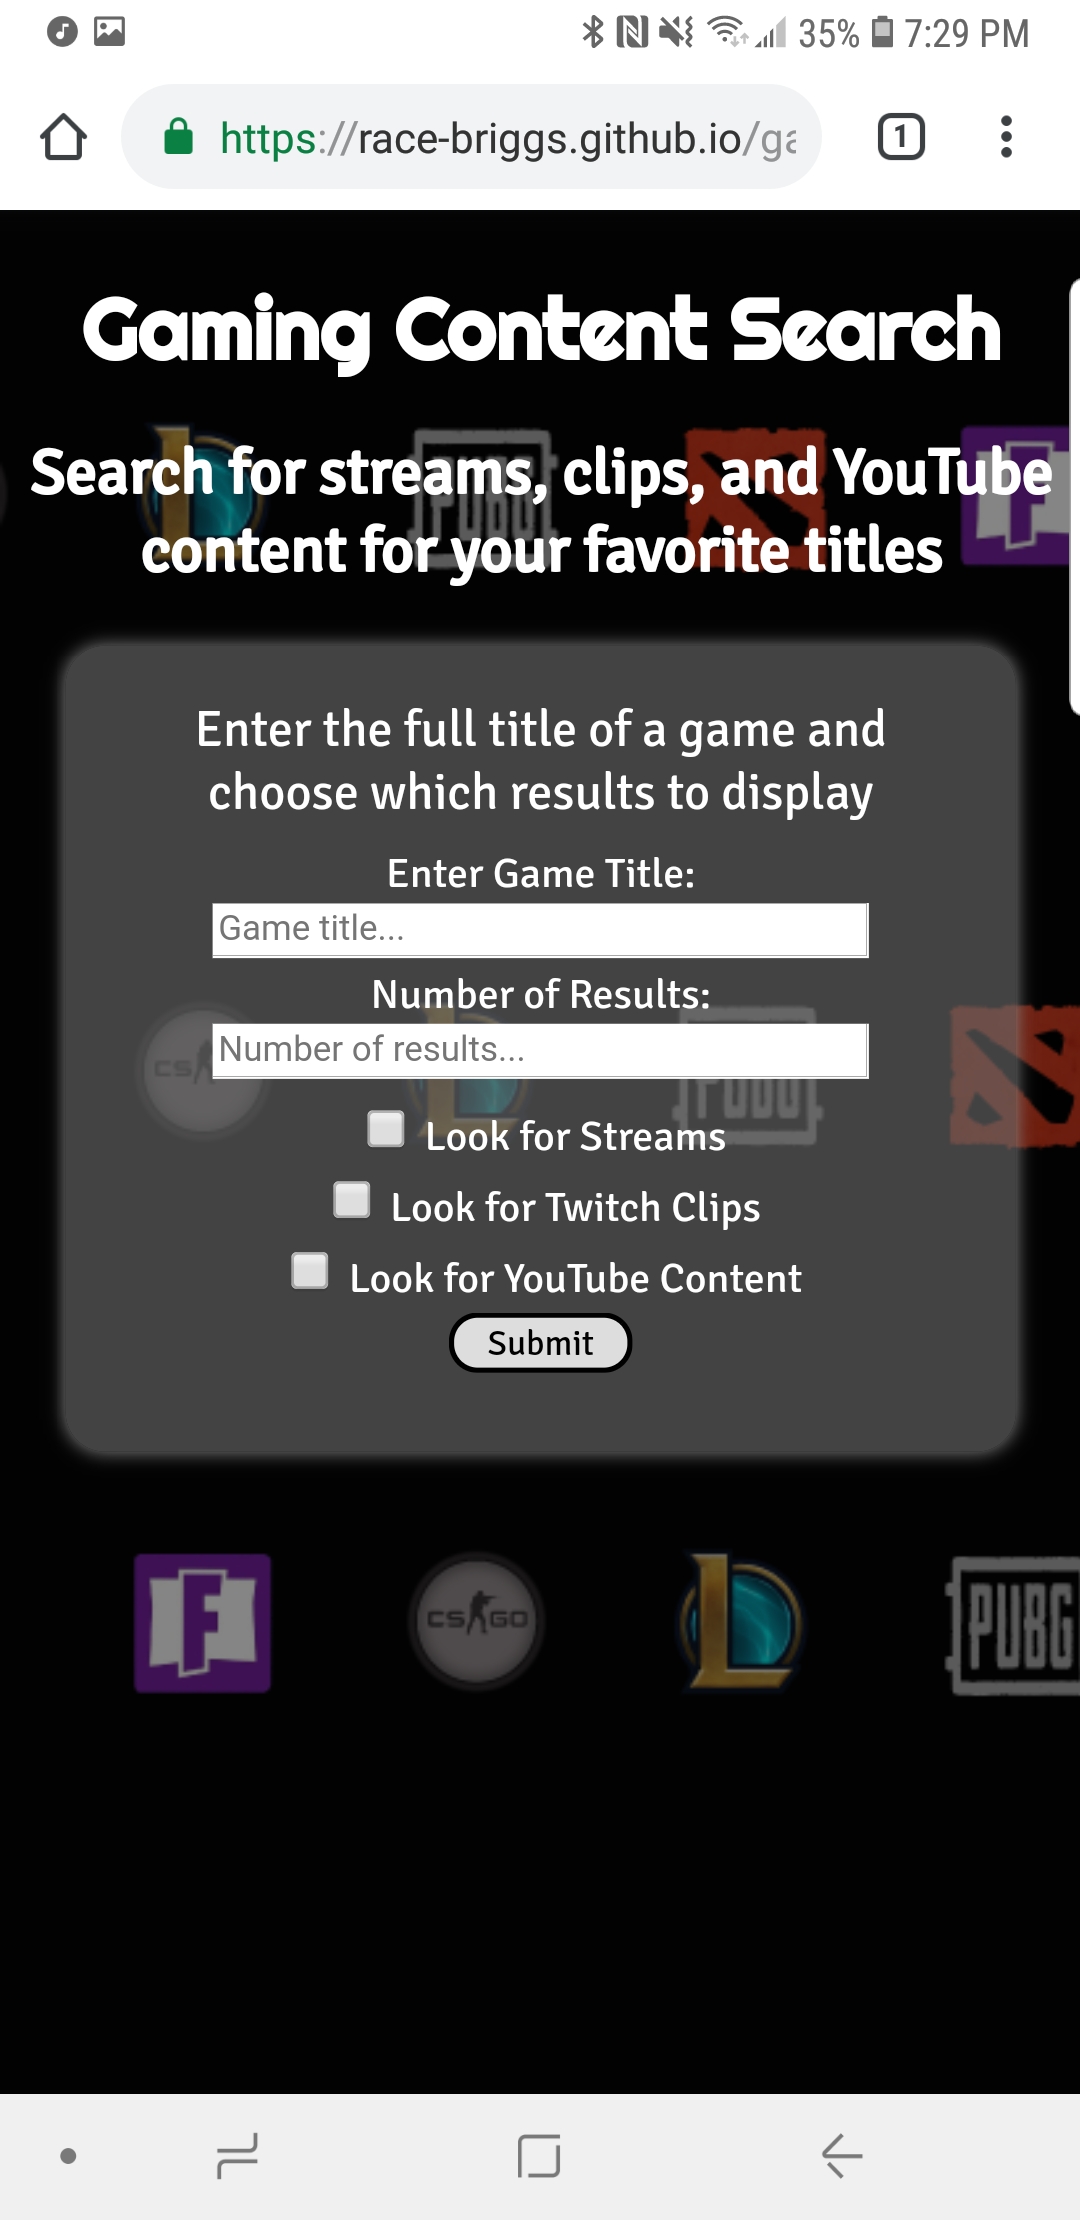 35% 7:29 PM
https://race-briggs.github.io/ga
1
Gaming Content Search
Search for streams, clips, and YouTube
content for your favorite titles
PUBG
F
Enter the full title of a game and
choose which results to display
Enter Game Title:
Game title...
Number of Results:
Number of results...
CS
PUBG
Look for Streams
Look for Twitch Clips
Look for YouTube Content
Submit
F
CS GO
L
PUBG